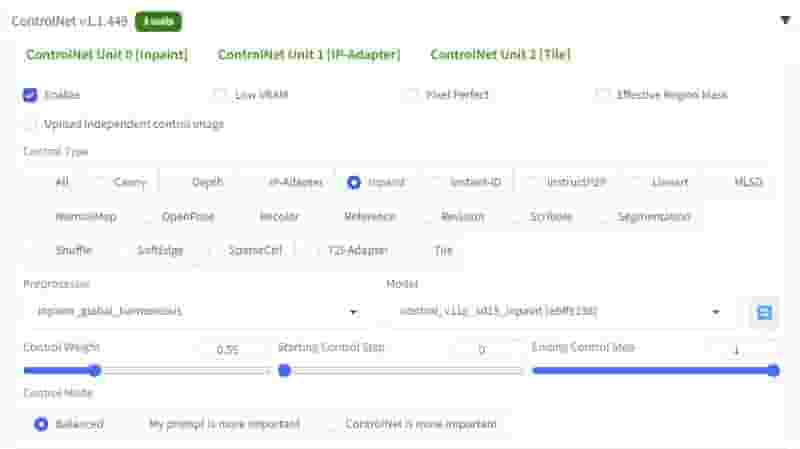 ControlNet v1.1.449 3 units
ControlNet Unit 0 [Inpaint] ControlNet Unit 1 [IP-Adapter] ControlNet Unit 2 [Tile]
Enable Low VRAM Pixel Perfect Effective Region Mask
Upload independent control image
Control Type
All Canny Depth IP-Adapter Inpaint Instant-ID InstructP2P Lineart MLSD
NormalMap OpenPose Recolor Reference Revision Scribble Segmentation
Shuffle SoftEdge SparseCtrl T2I-Adapter Tile
Preprocessor Model
inpaint_global_harmonious control_v11p_sd15_inpaint
Control Weight 0.55 Starting Control Step 0 Ending Control Step 1
Control Mode
Balanced My prompt is more important ControlNet is more important